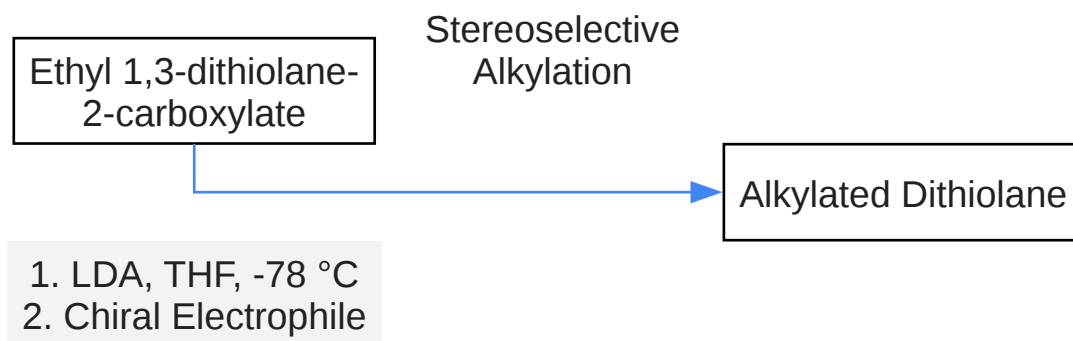 Stereoselective
Alkylation
Ethyl 1,3-dithiolane-
2-carboxylate
Alkylated Dithiolane
1. LDA, THF, -78 °C
2. Chiral Electrophile